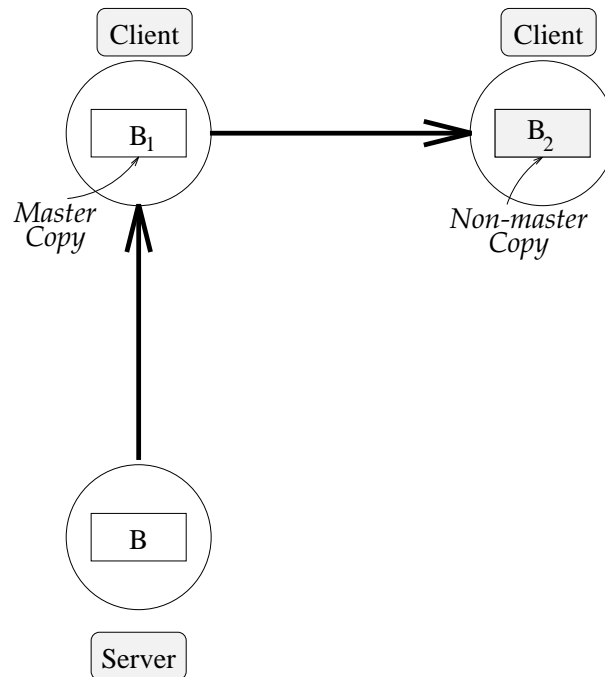 Client
Client
B1
B2
Master
Copy
Non-master
Copy
B
Server